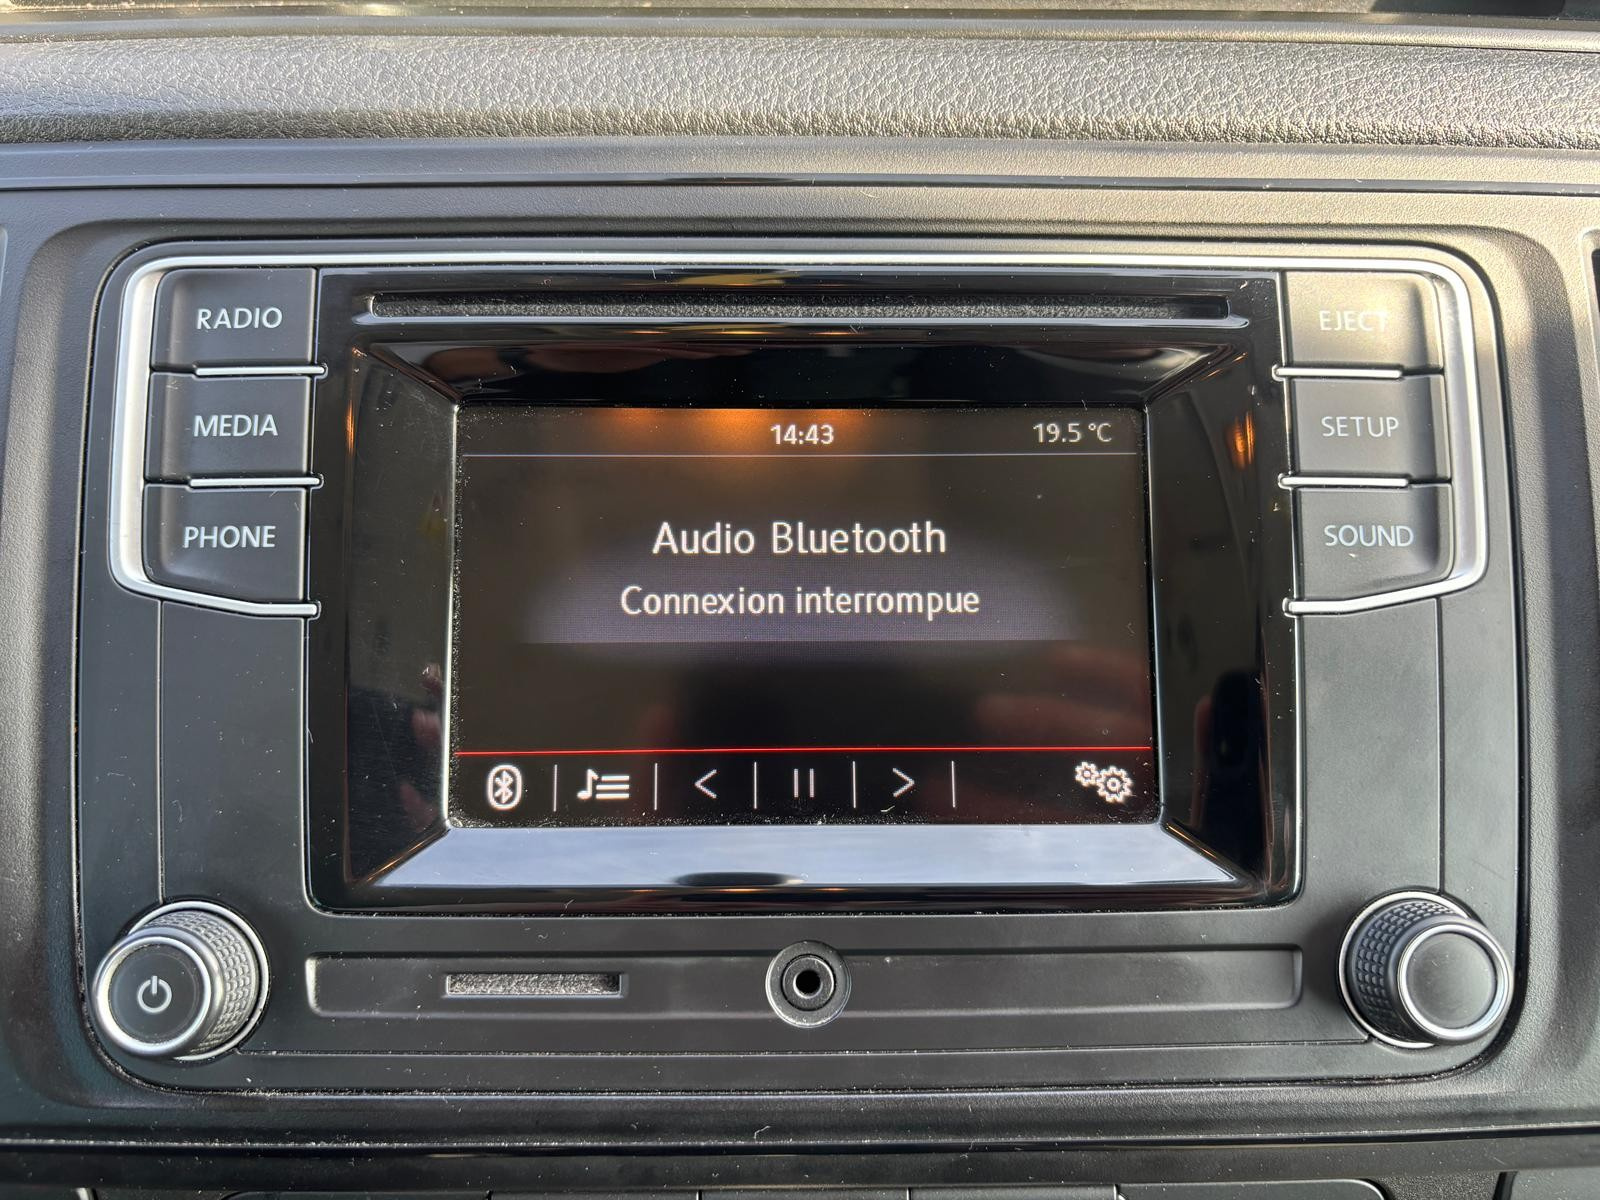 RADIO
MEDIA
PHONE
EJECT
SETUP
SOUND
14:43
19.5 °C
Audio Bluetooth
Connexion interrompue